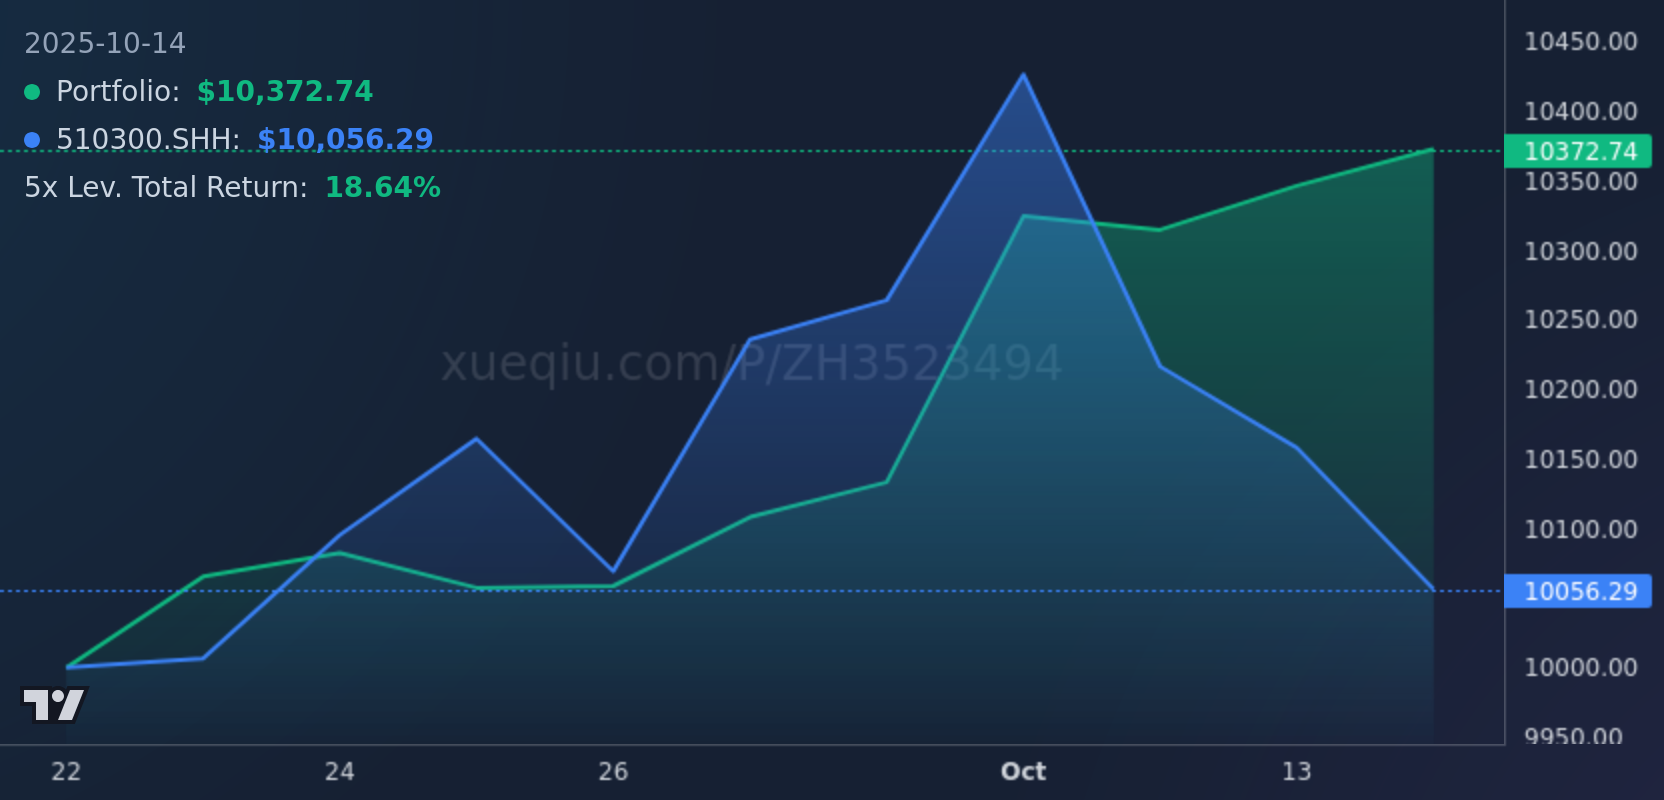 2025-10-14
Portfolio: $10,372.74
510300.SHH: $10,056.29
5x Lev. Total Return: 18.64%
xueqiu.com/P/ZH3523494
10450.00
10400.00
10372.74
10350.00
10300.00
10250.00
10200.00
10150.00
10100.00
10056.29
10000.00
9950.00
22 24 26 Oct 13